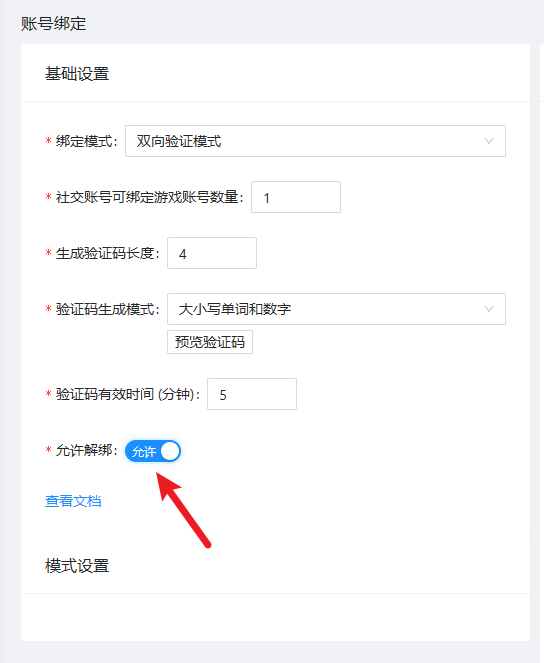 账号绑定
基础设置
* 绑定模式: 双向验证模式
* 社交账号可绑定游戏账号数量: 1
* 生成验证码长度: 4
* 验证码生成模式: 大小写单词和数字
预览验证码
* 验证码有效时间 (分钟): 5
* 允许解绑: 允许
查看文档
模式设置